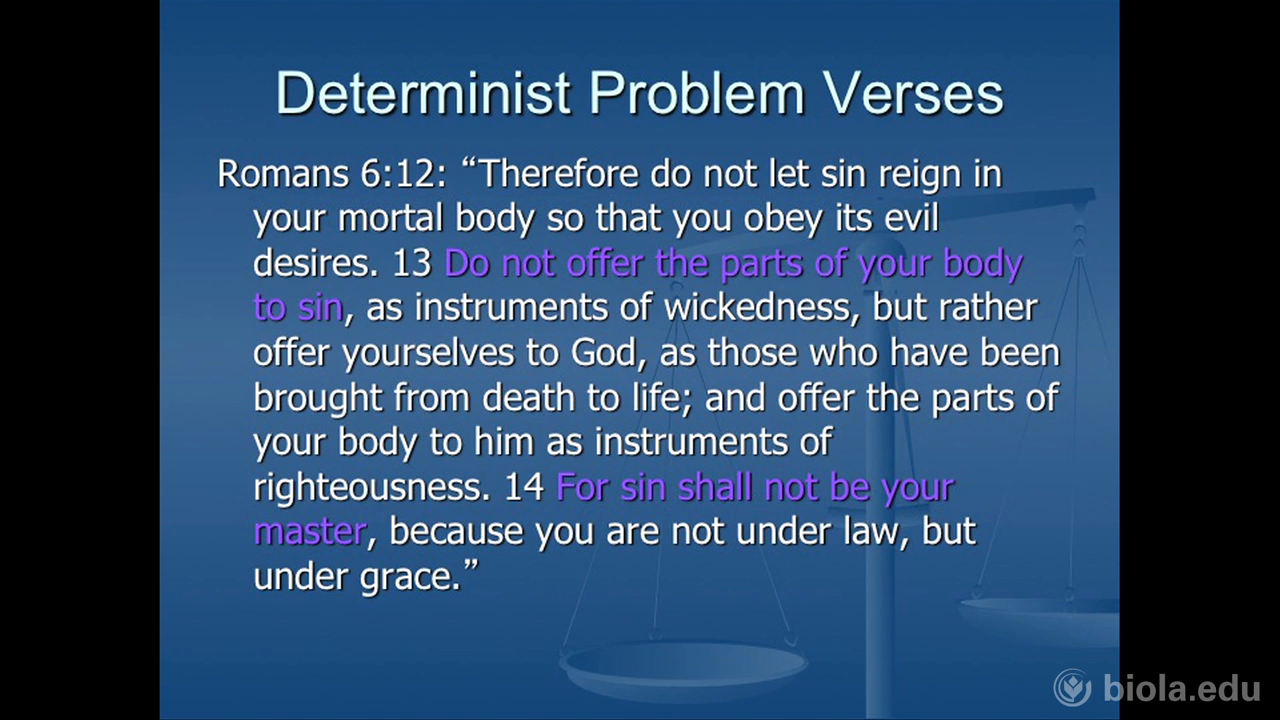 Determinist Problem Verses
Romans 6:12: “Therefore do not let sin reign in
your mortal body so that you obey its evil
desires. 13 Do not offer the parts of your body
to sin, as instruments of wickedness, but rather
offer yourselves to God, as those who have been
brought from death to life; and offer the parts of
your body to him as instruments of
righteousness. 14 For sin shall not be your
master, because you are not under law, but
under grace.”
biola.edu